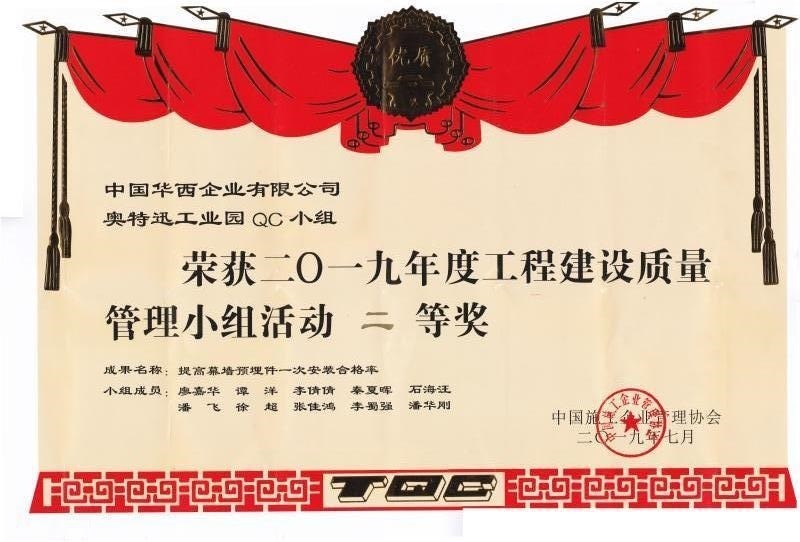 优质
中国华西企业有限公司
奥特迅工业园QC小组
荣获二〇一九年度工程建设质量
管理小组活动 二 等奖
成果名称：提高幕墙预埋件一次安装合格率
小组成员：廖嘉华 谭洋 李倩倩 秦夏晖 石海汪
潘飞 徐超 张佳鸿 李蜀强 潘华刚
中国施工企业管理协会
二〇一九年七月
TQC